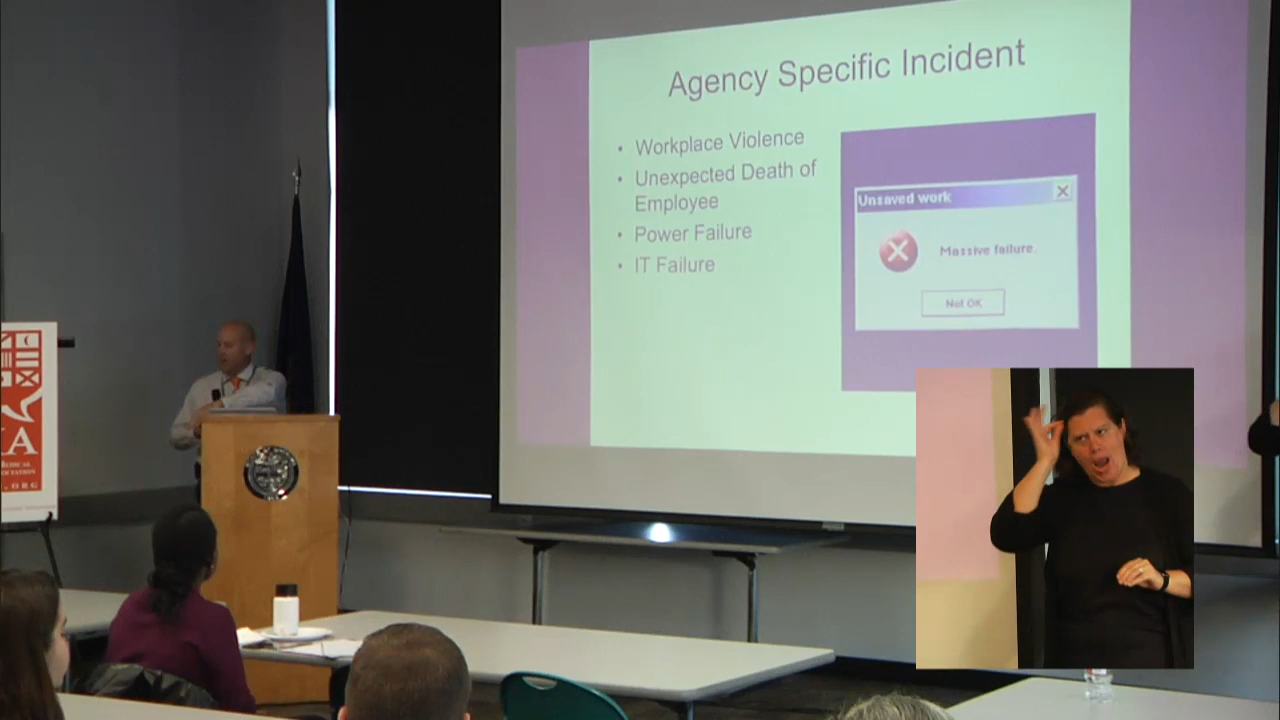 Agency Specific Incident
• Workplace Violence
• Unexpected Death of
Employee
• Power Failure
• IT Failure
Unsaved work
Massive failure.
Not OK
A
.ORG